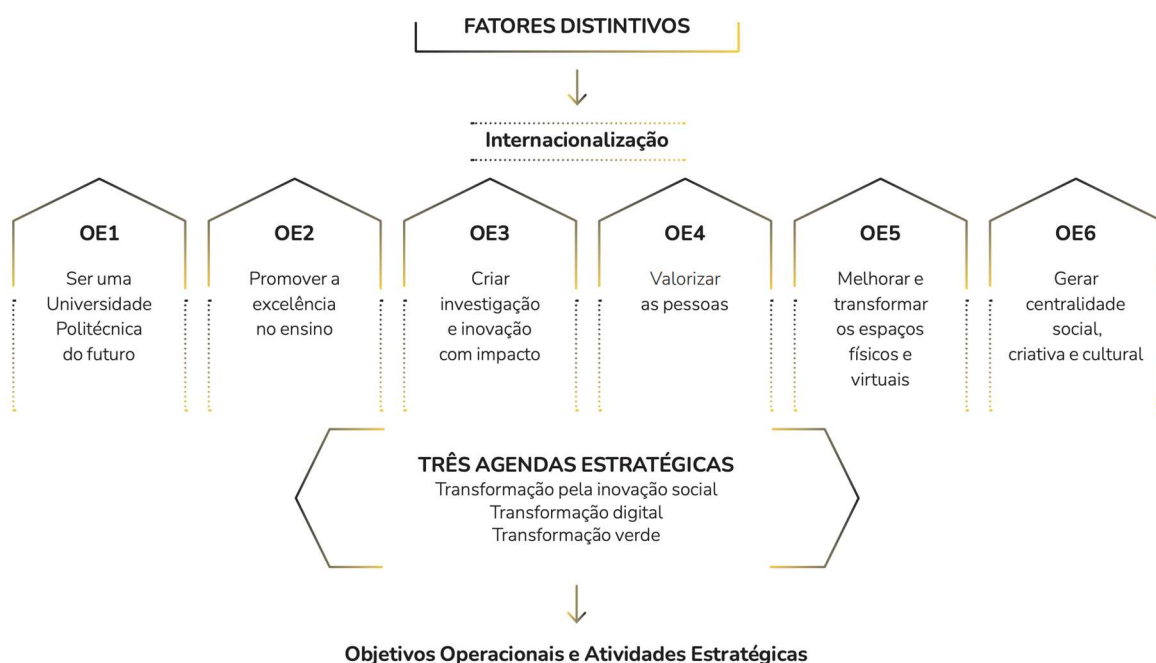 FATORES DISTINTIVOS
Internacionalização
OE1
Ser uma
Universidade
Politécnica
do futuro
OE2
Promover a
excelência
no ensino
OE3
Criar
investigação
e inovação
com impacto
OE4
Valorizar
as pessoas
OE5
Melhorar e
transformar
os espaços
físicos e
virtuais
OE6
Gerar
centralidade
social,
criativa e cultural
TRÊS AGENDAS ESTRATÉGICAS
Transformação pela inovação social
Transformação digital
Transformação verde
Objetivos Operacionais e Atividades Estratégicas